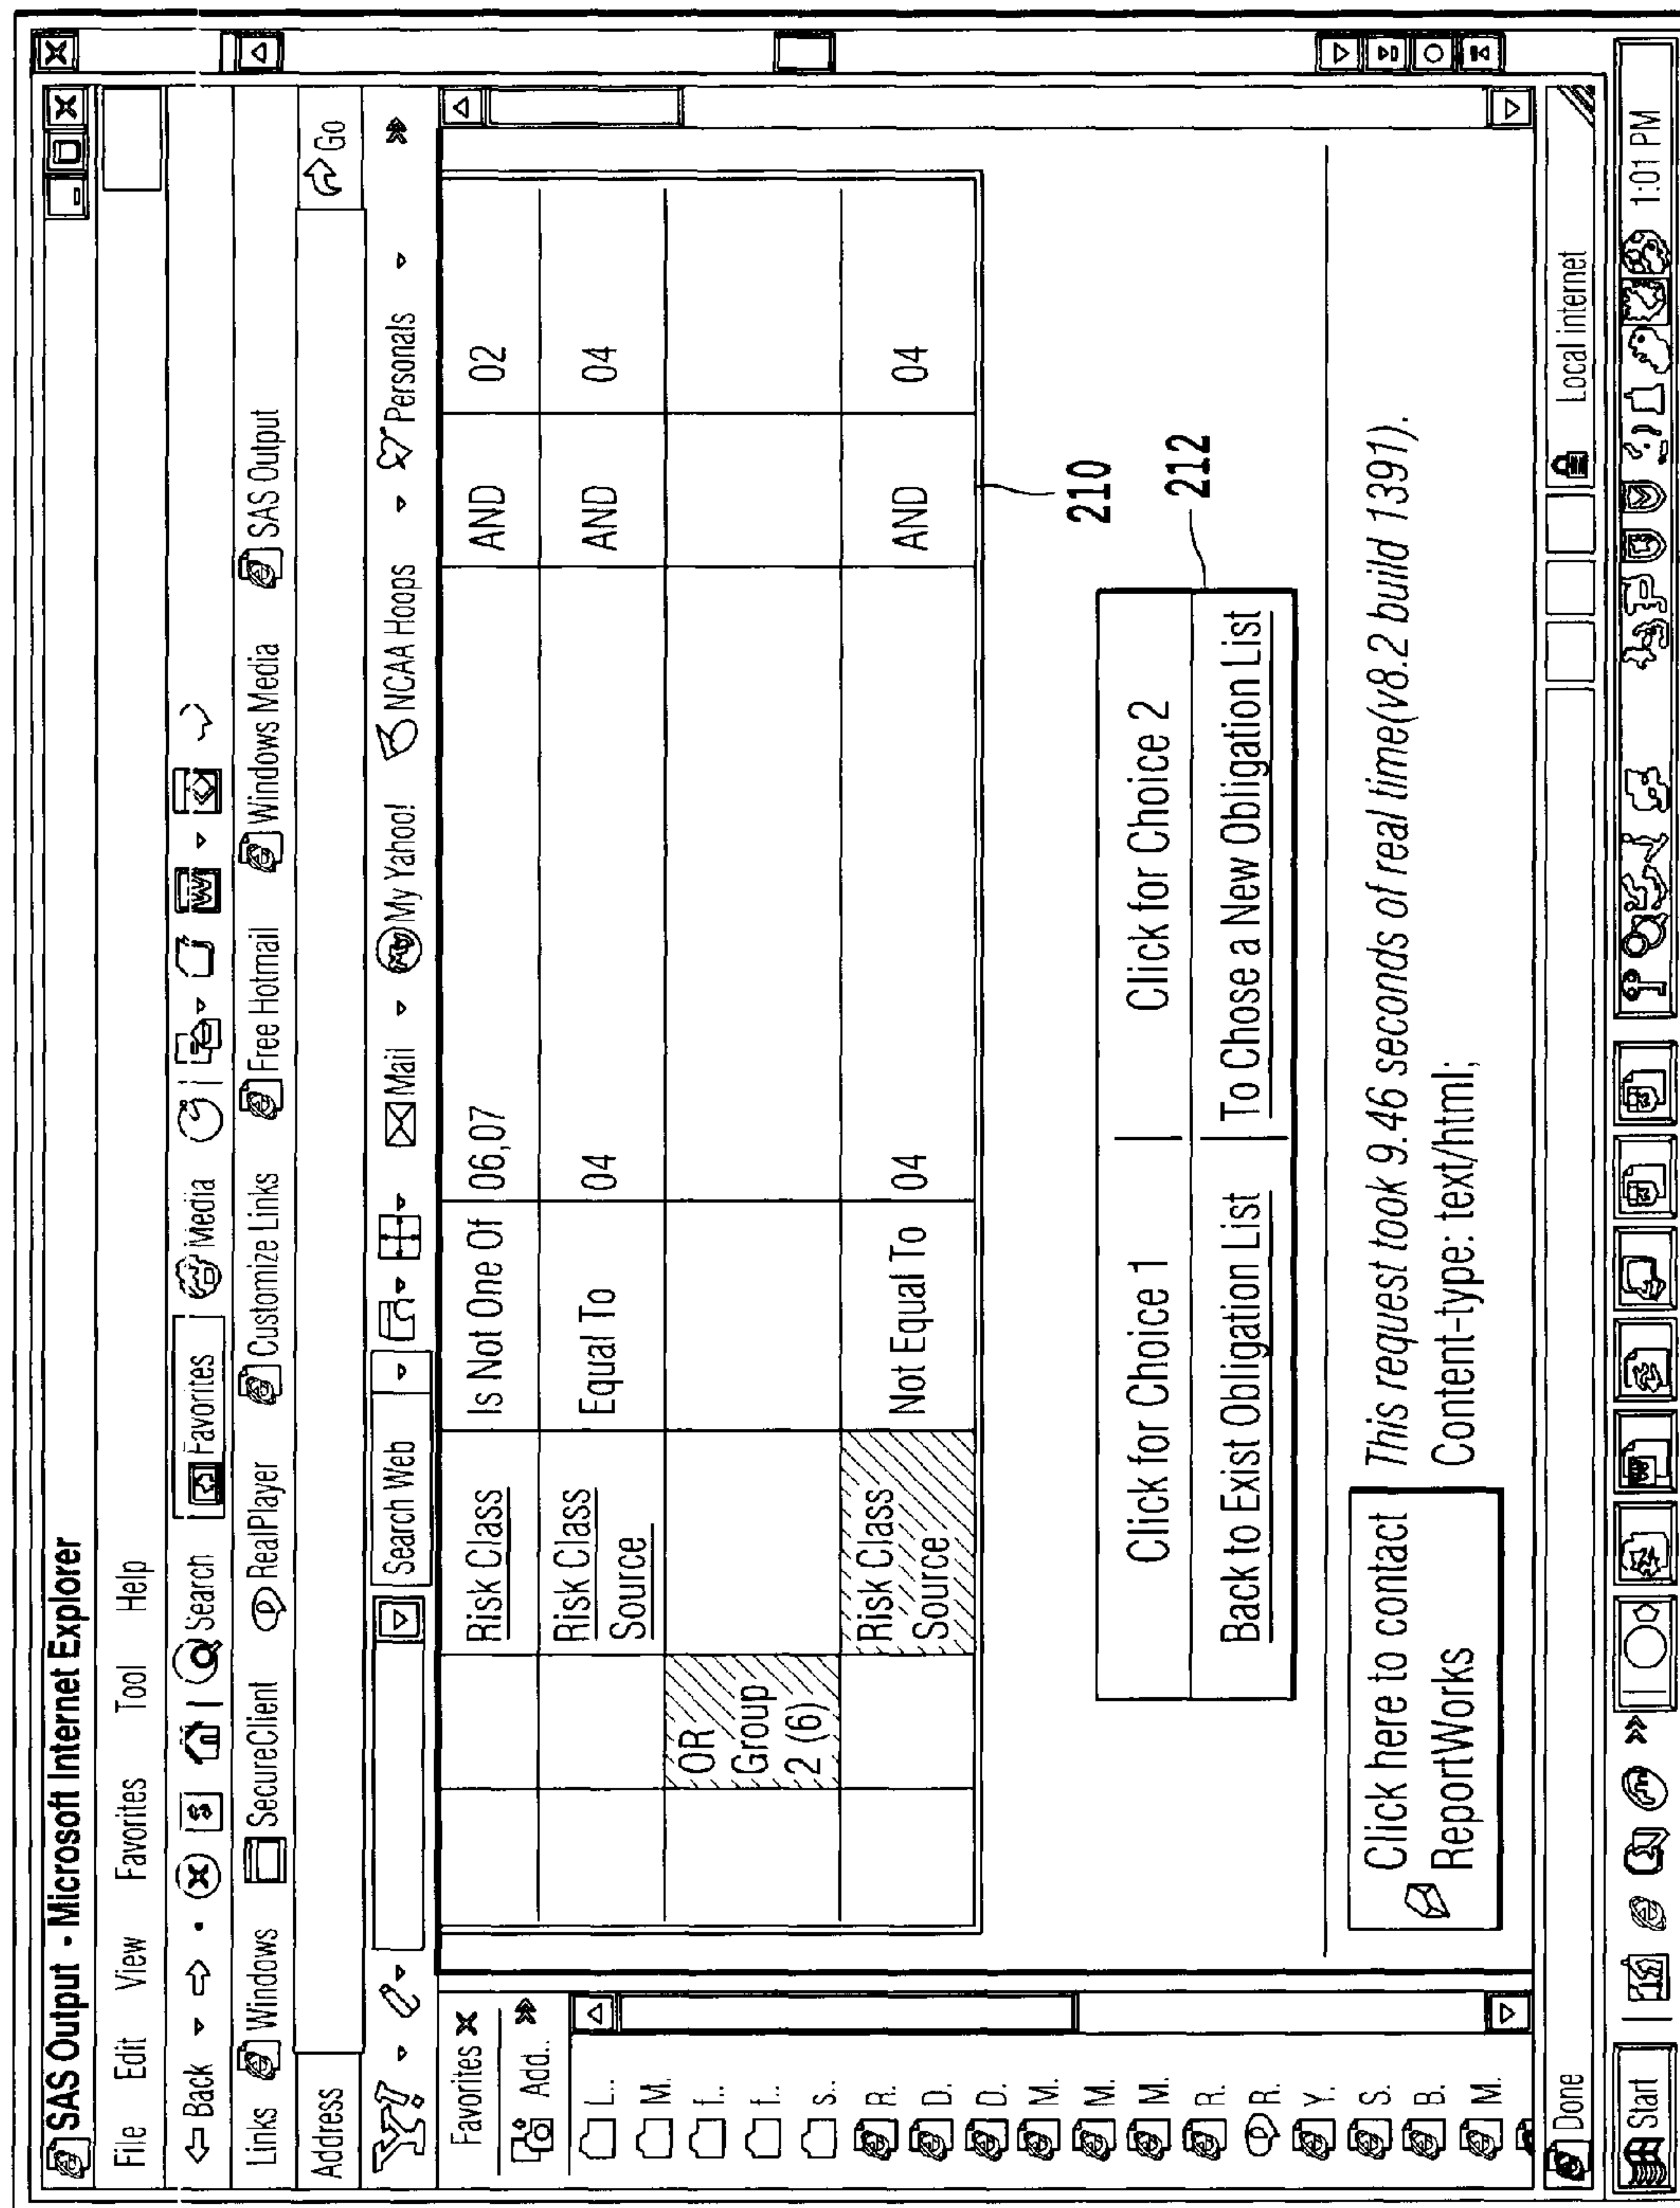 SAS Output - Microsoft Internet Explorer
File Edit View Favorites Tool Help
Back Search Favorites Media
Links Windows SecureClient RealPlayer Customize Links Free Hotmail Windows Media SAS Output
Address Go
Y! Search Web Mail My Yahoo! NCAA Hoops Personals
Favorites X
Add..
L..
M.
f..
f..
s..
R.
D.
D.
M.
M.
M.
R.
R.
Y.
S.
B.
M.
Risk Class Is Not One Of 06,07 AND 02
Risk Class Source Equal To 04 AND 04
OR Group 2 (6)
Risk Class Source Not Equal To 04 AND 04
210
212
Click for Choice 1 Click for Choice 2
Back to Exist Obligation List To Chose a New Obligation List
Click here to contact
ReportWorks
This request took 9.46 seconds of real time(v8.2 build 1391).
Content-type: text/html;
Done Local internet
Start 1:01 PM